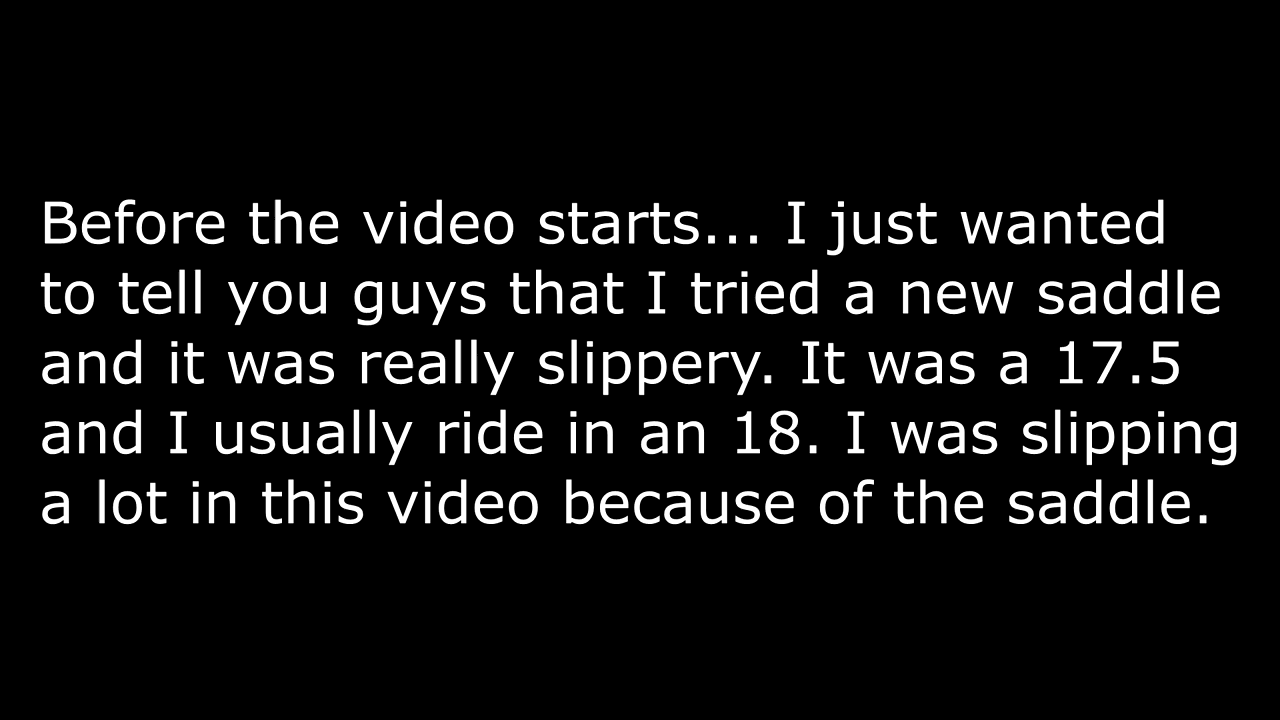 Before the video starts... I just wanted
to tell you guys that I tried a new saddle
and it was really slippery. It was a 17.5
and I usually ride in an 18. I was slipping
a lot in this video because of the saddle.